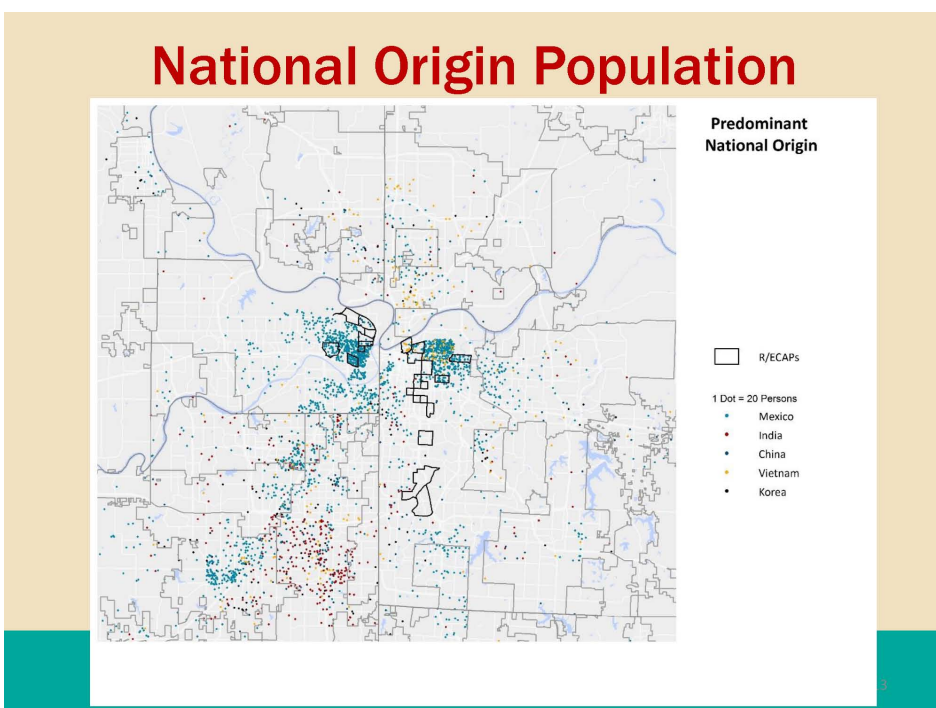 National Origin Population
Predominant
National Origin
R/ECAPs
1 Dot = 20 Persons
Mexico
India
China
Vietnam
Korea
3